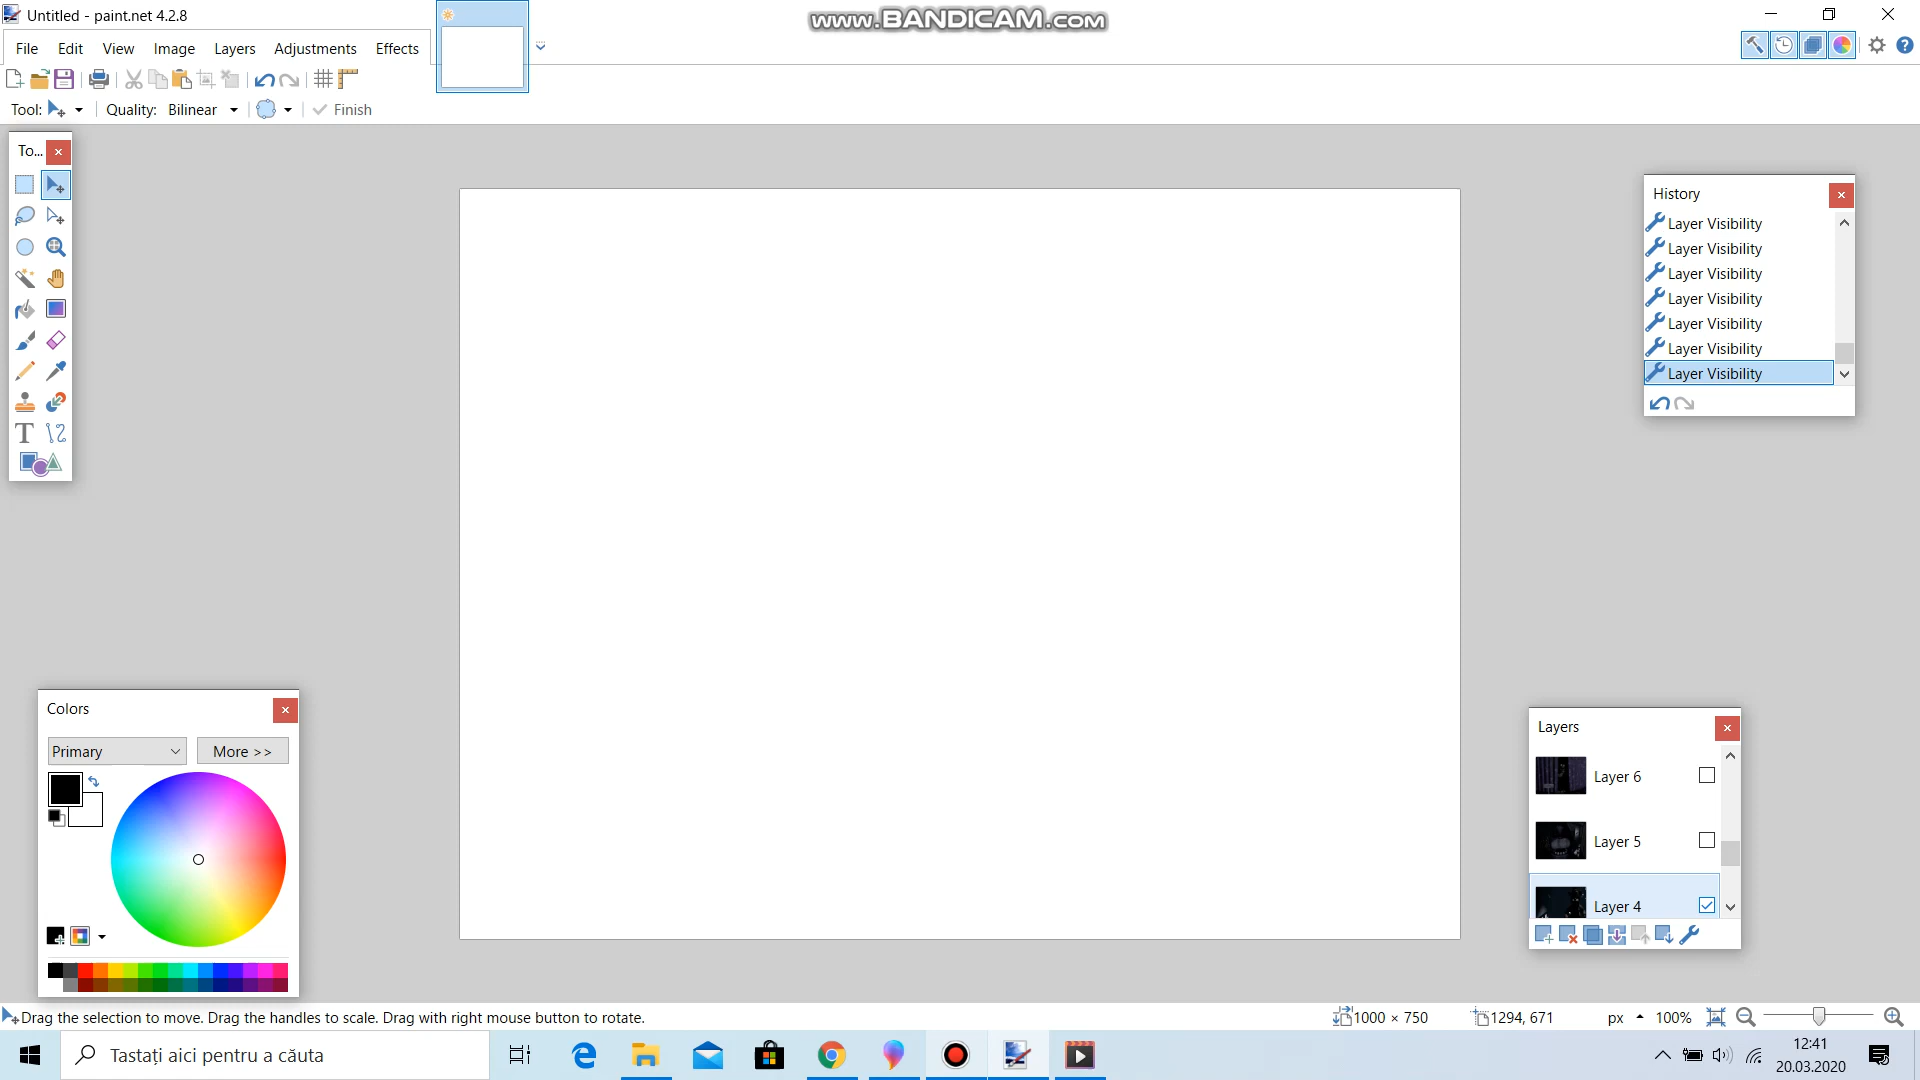 Untitled - paint.net 4.2.8
www.BANDICAM.com
File Edit View Image Layers Adjustments Effects
Tool: Quality: Bilinear Finish
To...
History
Layer Visibility
Layer Visibility
Layer Visibility
Layer Visibility
Layer Visibility
Layer Visibility
Layer Visibility
Colors
Primary More >>
Layers
Layer 6
Layer 5
Layer 4
Drag the selection to move. Drag the handles to scale. Drag with right mouse button to rotate.
1000 × 750 1294, 671 px 100%
Tastați aici pentru a căuta
12:41
20.03.2020